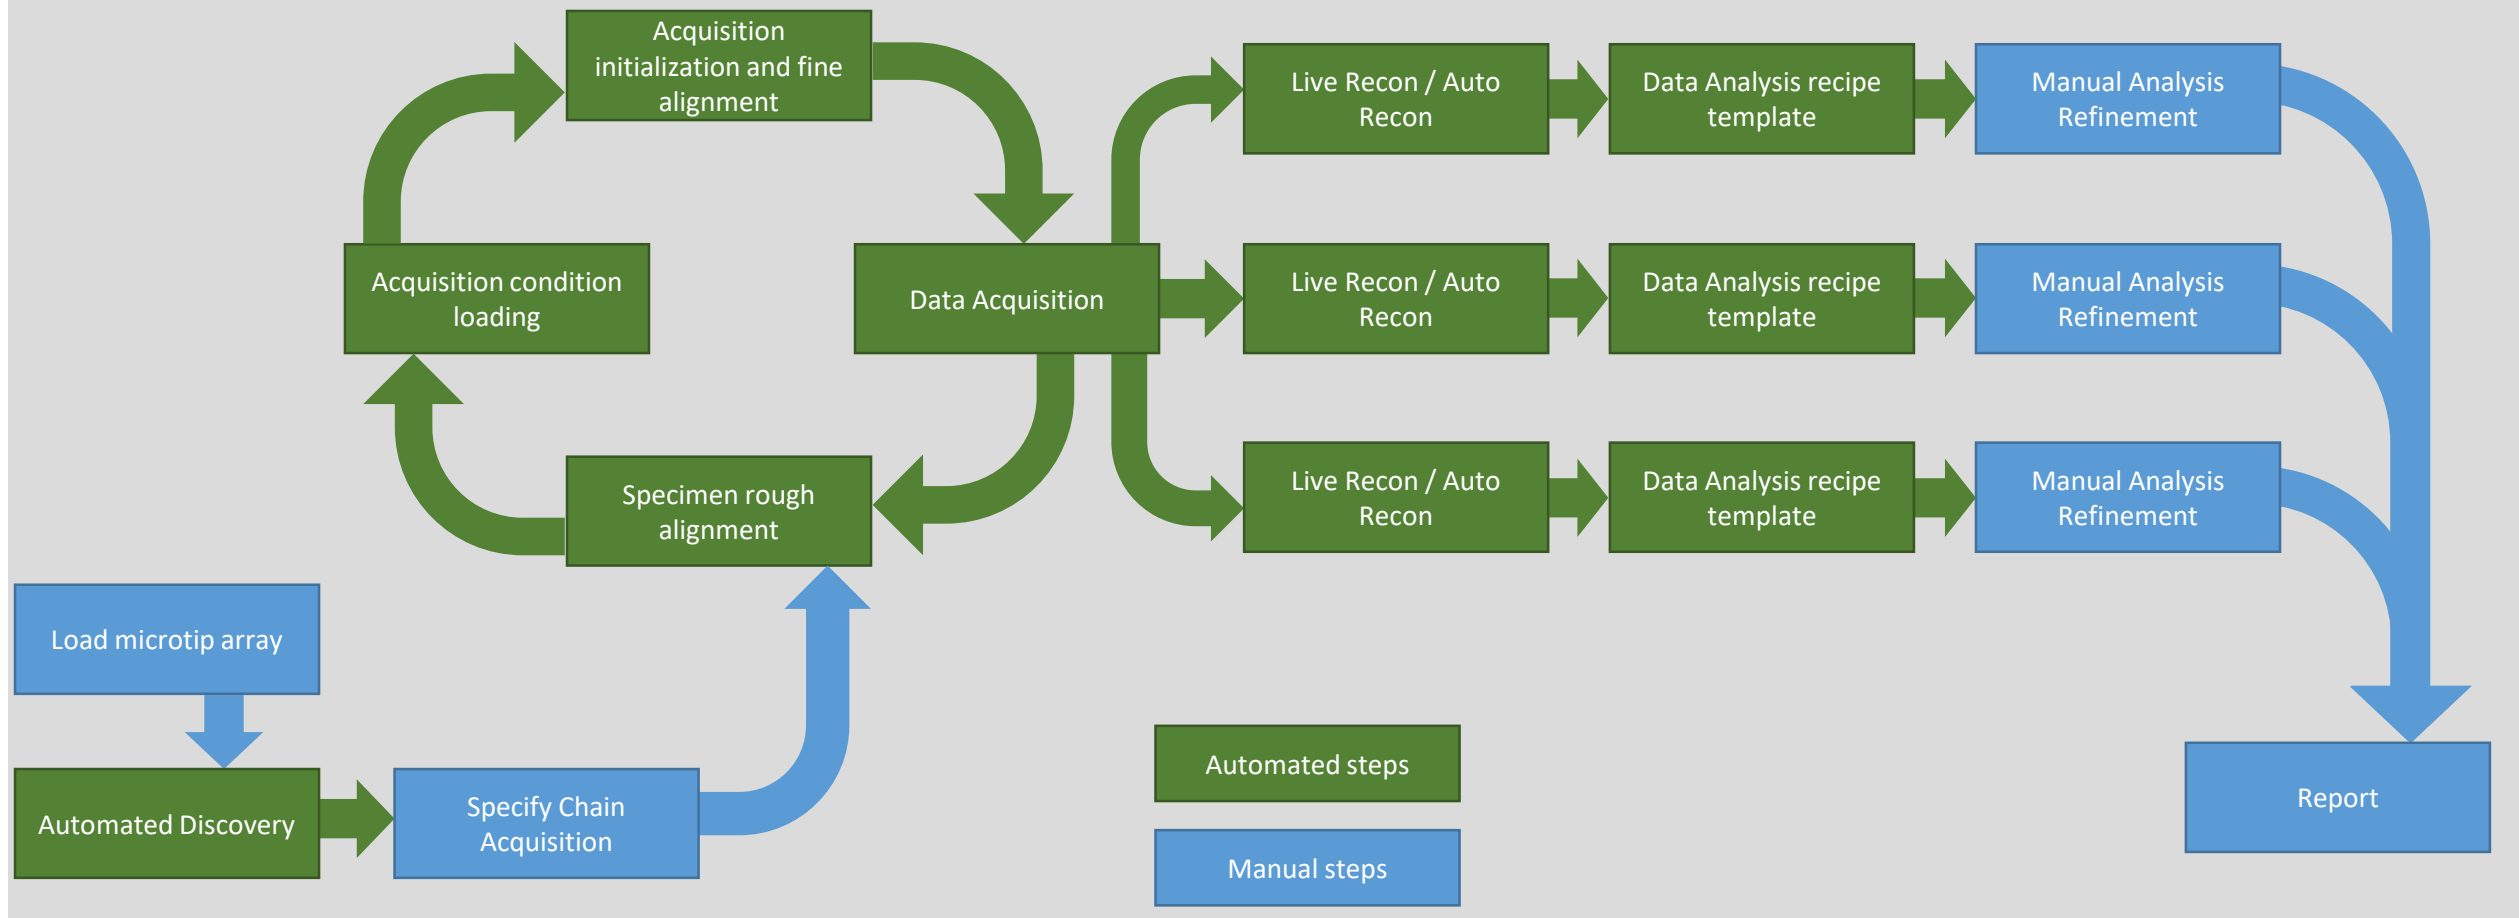 Acquisition
initialization and fine
alignment
Live Recon / Auto
Recon
Data Analysis recipe
template
Manual Analysis
Refinement
Acquisition condition
loading
Data Acquisition
Live Recon / Auto
Recon
Data Analysis recipe
template
Manual Analysis
Refinement
Specimen rough
alignment
Live Recon / Auto
Recon
Data Analysis recipe
template
Manual Analysis
Refinement
Load microtip array
Automated Discovery
Specify Chain
Acquisition
Automated steps
Manual steps
Report